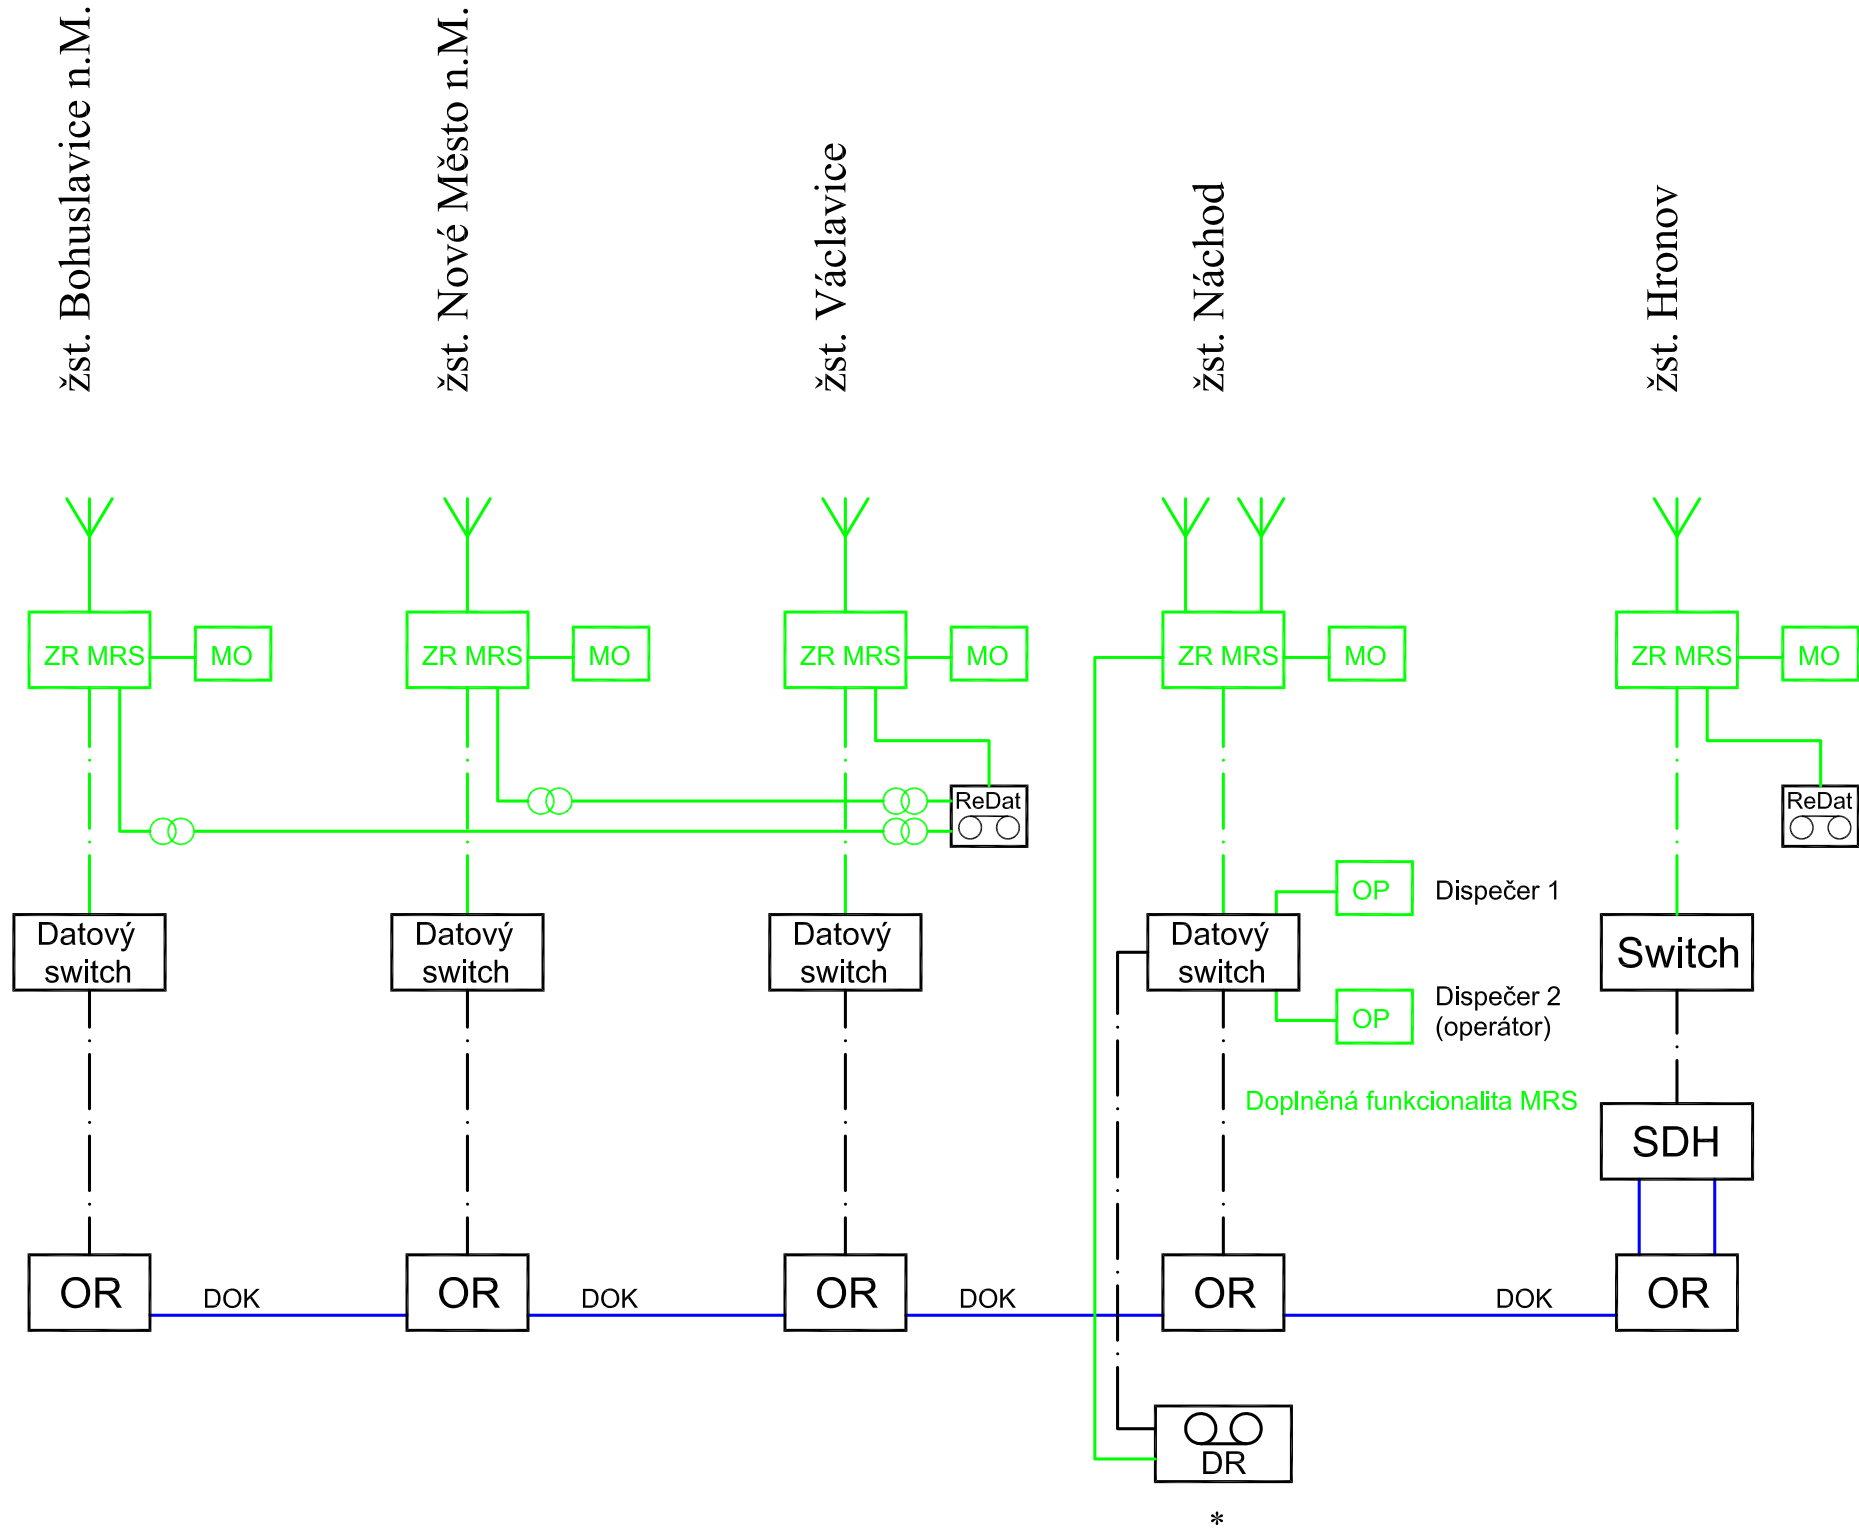 žst. Bohuslavice n.M.
žst. Nové Město n.M.
žst. Václavice
žst. Náchod
žst. Hronov
ZR MRS
MO
ZR MRS
MO
ZR MRS
MO
ZR MRS
MO
ZR MRS
MO
ReDat
ReDat
OP
Dispečer 1
Datový
switch
Datový
switch
Datový
switch
Datový
switch
Switch
OP
Dispečer 2
(operátor)
Doplněná funkcionalita MRS
SDH
OR
DOK
OR
DOK
OR
DOK
OR
DOK
OR
DR
*